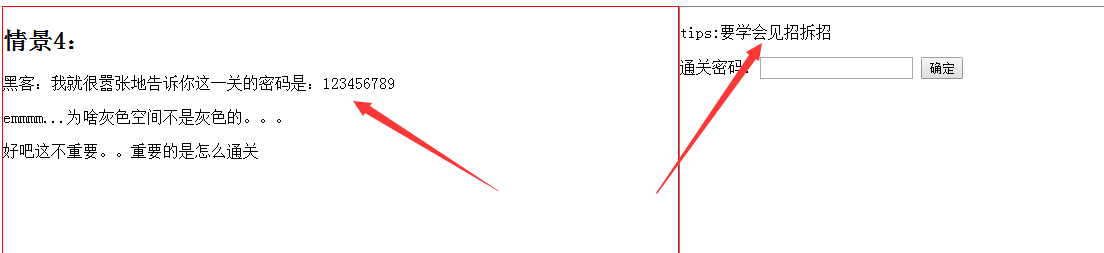 情景4：
黑客：我就很嚣张地告诉你这一关的密码是：123456789
emmmm...为啥灰色空间不是灰色的。。。
好吧这不重要。。重要的是怎么通关
tips:要学会见招拆招
通关密码： 确定